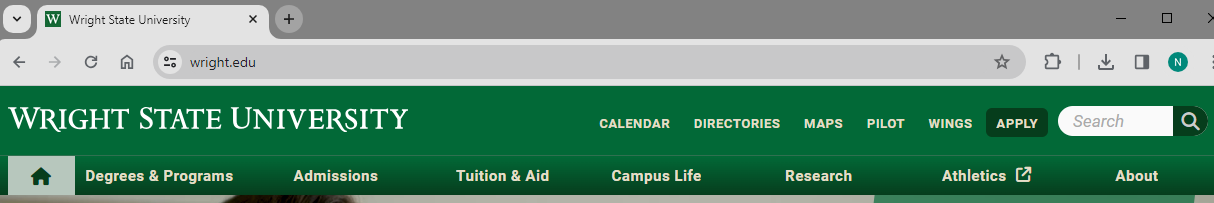 W Wright State University
wright.edu N
WRIGHT STATE UNIVERSITY
CALENDAR DIRECTORIES MAPS PILOT WINGS APPLY Search
Degrees & Programs Admissions Tuition & Aid Campus Life Research Athletics About